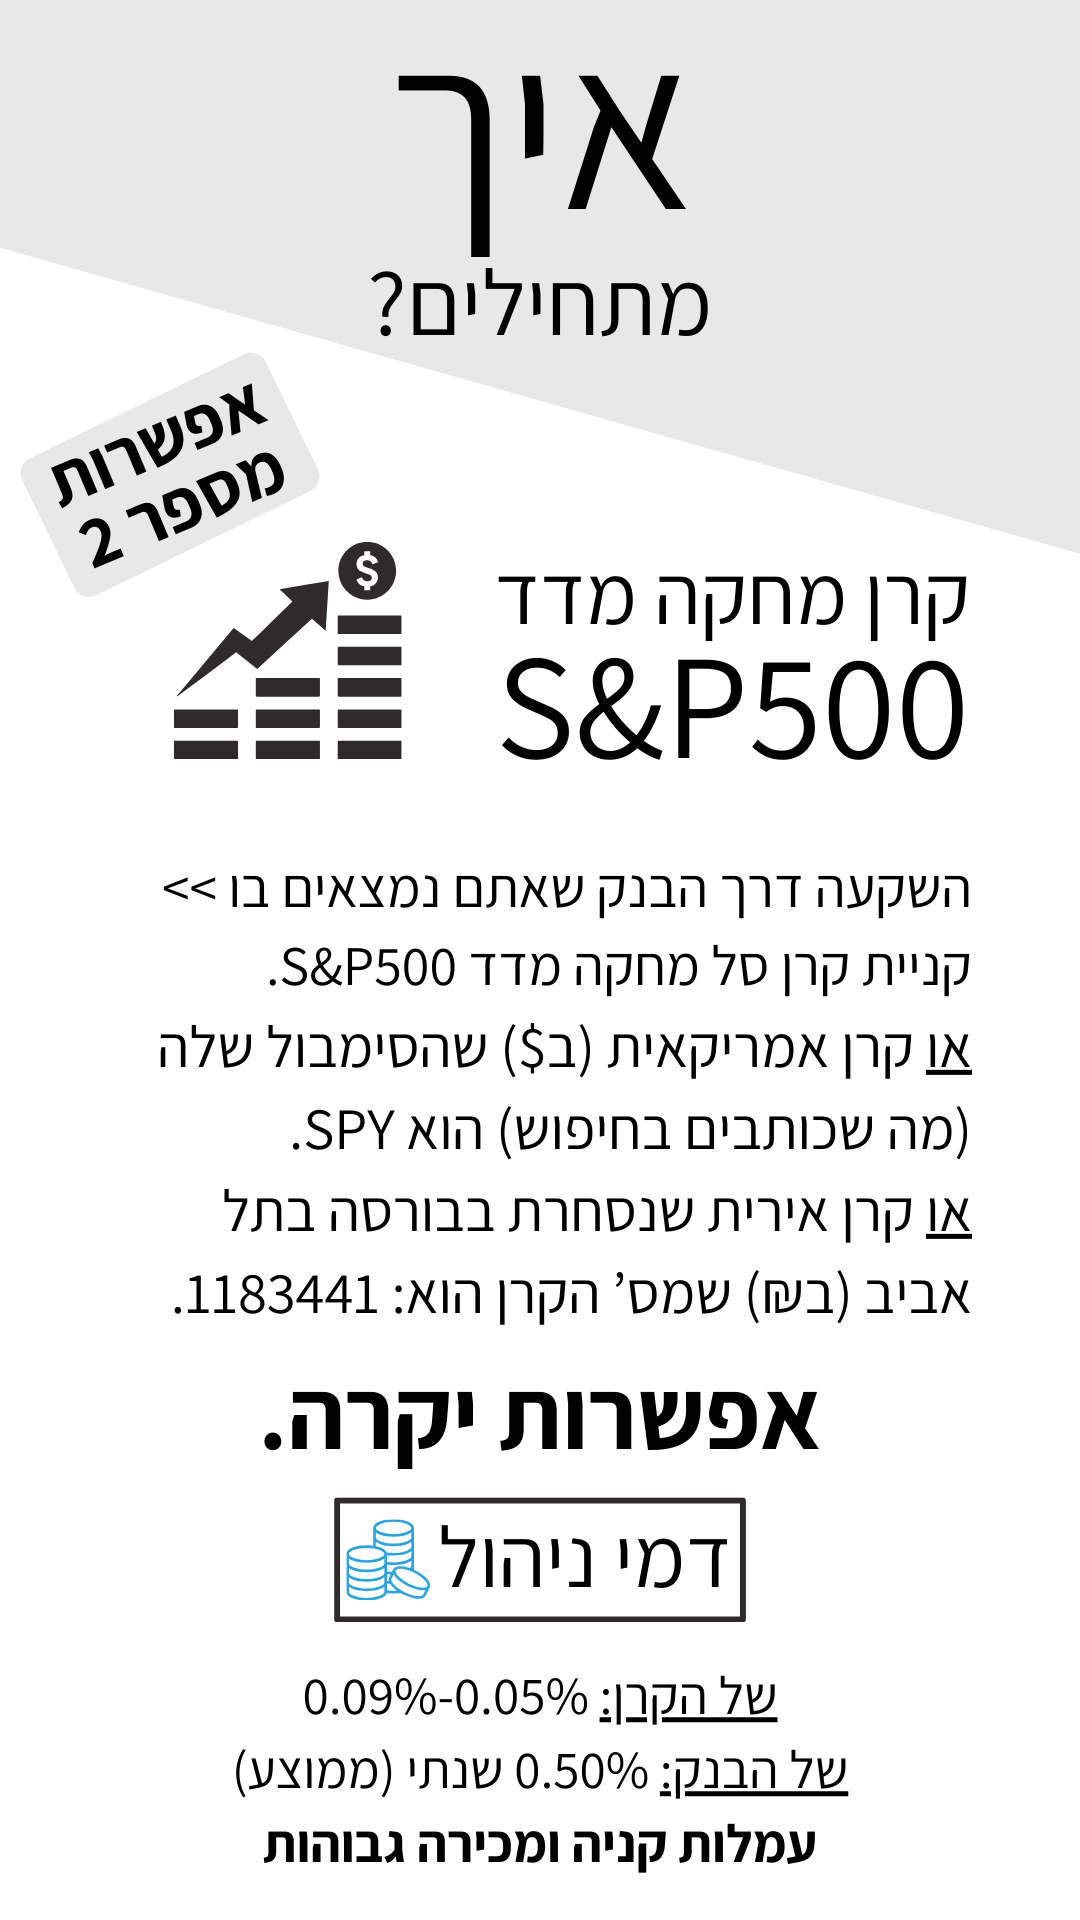 איך
מתחילים?
אפשרות
מספר 2
$
קרן מחקה מדד
S&P500
השקעה דרך הבנק שאתם נמצאים בו >>
קניית קרן סל מחקה מדד S&P500.
או קרן אמריקאית (ב$) שהסימבול שלה
(מה שכותבים בחיפוש) הוא SPY.
או קרן אירית שנסחרת בבורסה בתל
אביב (ב₪) שמס’ הקרן הוא: 1183441.
אפשרות יקרה.
דמי ניהול
של הקרן: 0.09%-0.05%
של הבנק: 0.50% שנתי (ממוצע)
עמלות קניה ומכירה גבוהות